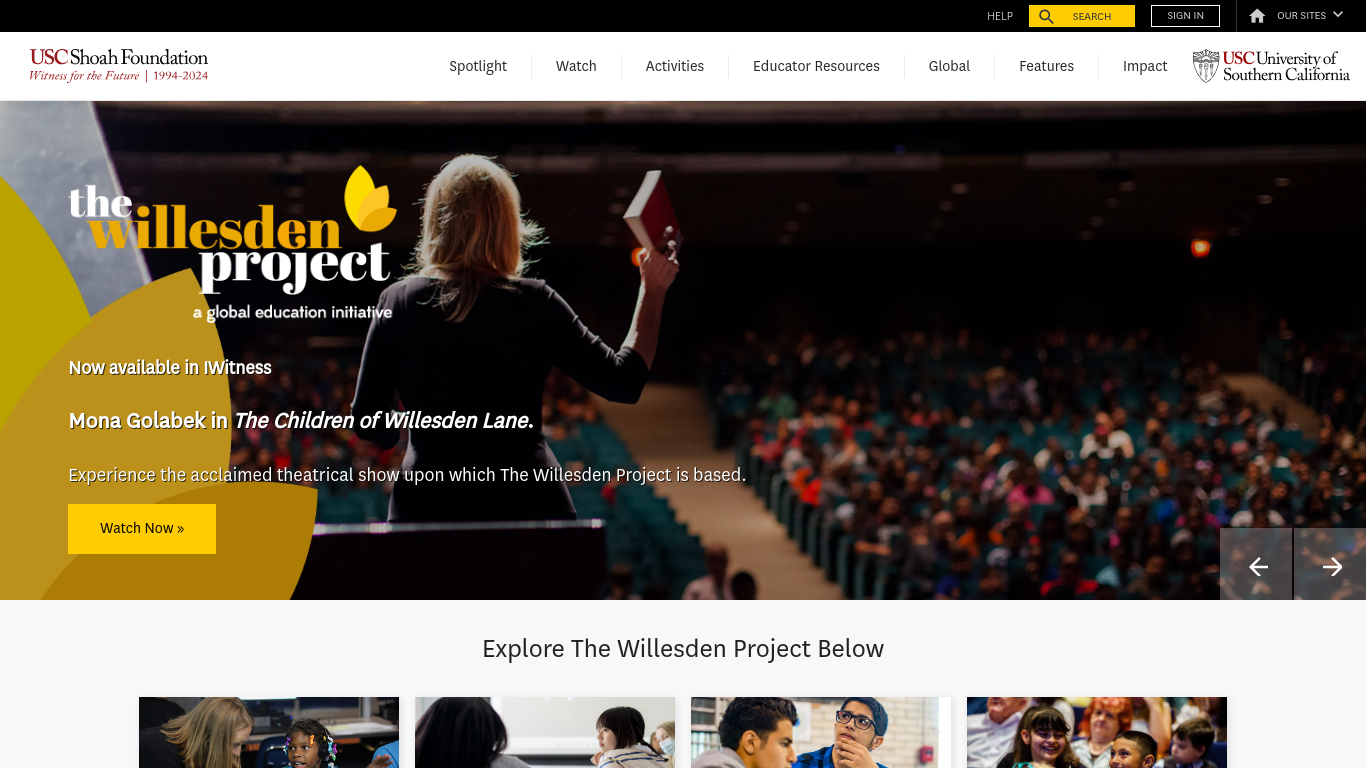 HELP
SEARCH
SIGN IN
OUR SITES
USC Shoah Foundation
Witness for the Future | 1994-2024
Spotlight
Watch
Activities
Educator Resources
Global
Features
Impact
USC University of
Southern California
the
willesden
project
a global education initiative
Now available in IWitness
Mona Golabek in The Children of Willesden Lane.
Experience the acclaimed theatrical show upon which The Willesden Project is based.
Watch Now »
Explore The Willesden Project Below